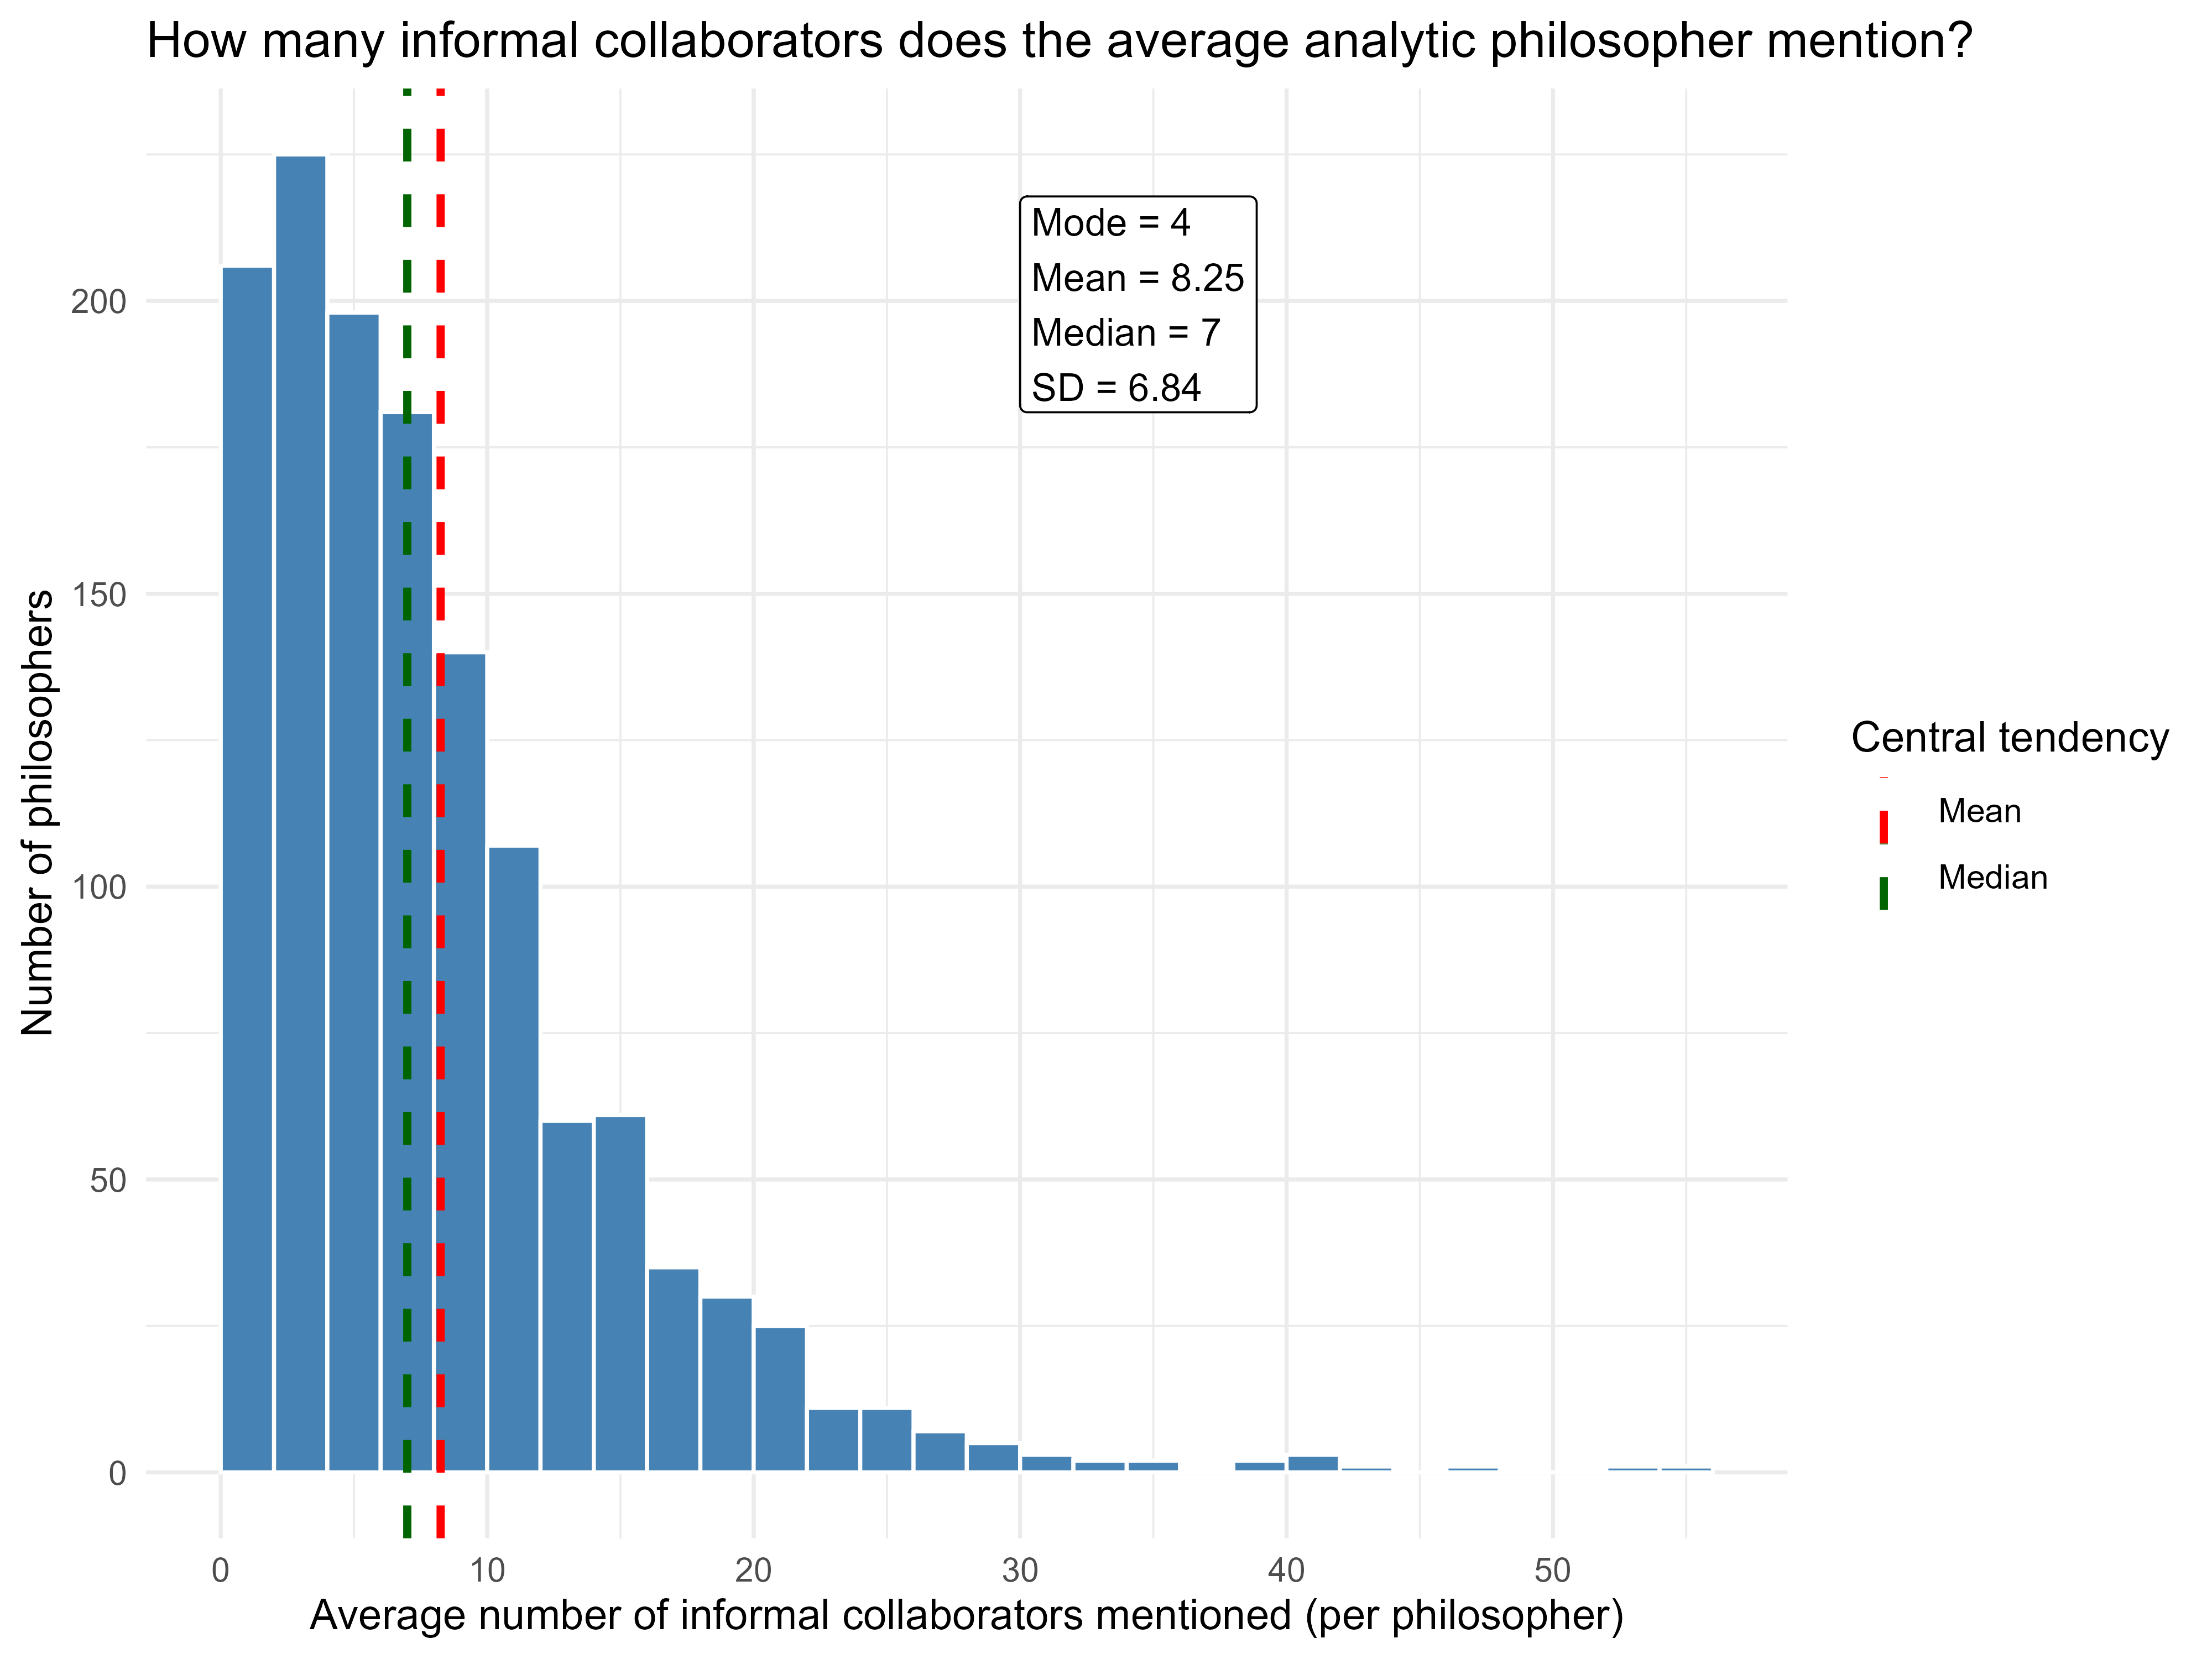 How many informal collaborators does the average analytic philosopher mention?
Mode = 4
Mean = 8.25
Median = 7
SD = 6.84
Number of philosophers
200
150
100
50
0
0 10 20 30 40 50
Average number of informal collaborators mentioned (per philosopher)
Central tendency
Mean
Median